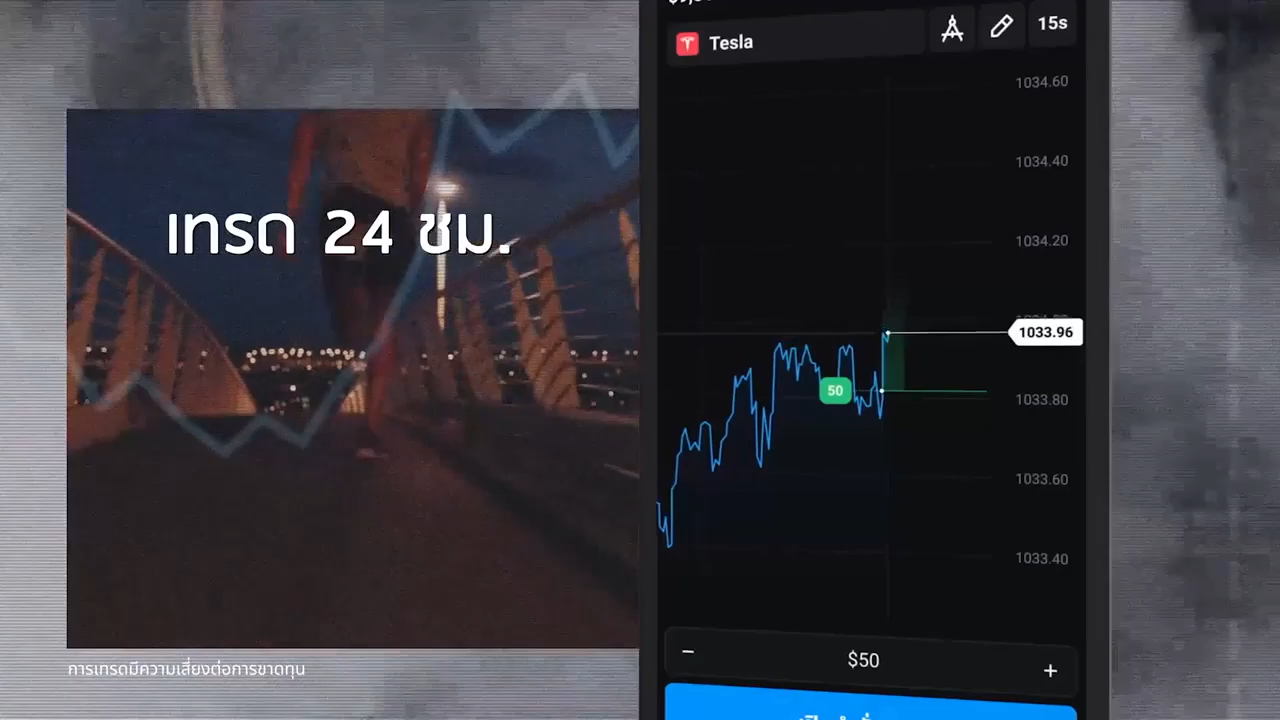 เทรด 24 ชม.
การเทรดมีความเสี่ยงต่อการขาดทุน
Tesla
15s
1034.60
1034.40
1034.20
1033.96
50
1033.80
1033.60
1033.40
$50